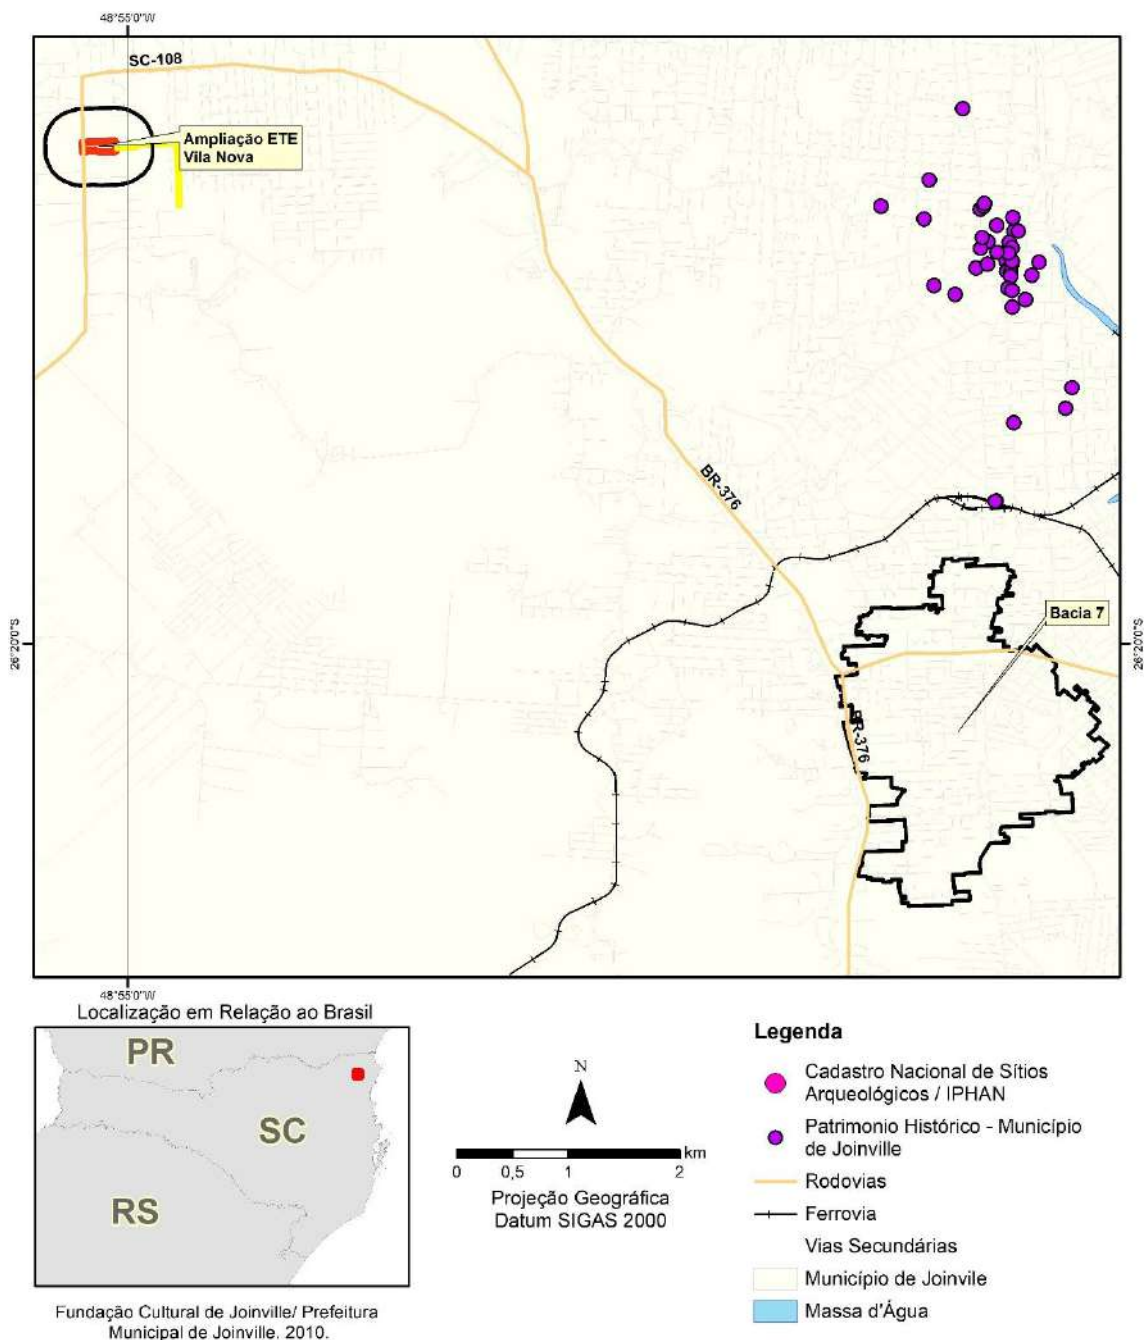 48°55'0"W
SC-108
Ampliação ETE
Vila Nova
BR-376
Bacia 7
26°20'0"S
26°20'0"S
BR-376
48°55'0"W
Localização em Relação ao Brasil
PR
SC
RS
Fundação Cultural de Joinville/ Prefeitura
Municipal de Joinville. 2010.
N
0 0,5 1 2 km
Projeção Geográfica
Datum SIGAS 2000
Legenda
Cadastro Nacional de Sítios
Arqueológicos / IPHAN
Patrimonio Histórico - Município
de Joinville
Rodovias
Ferrovia
Vias Secundárias
Município de Joinvile
Massa d'Água